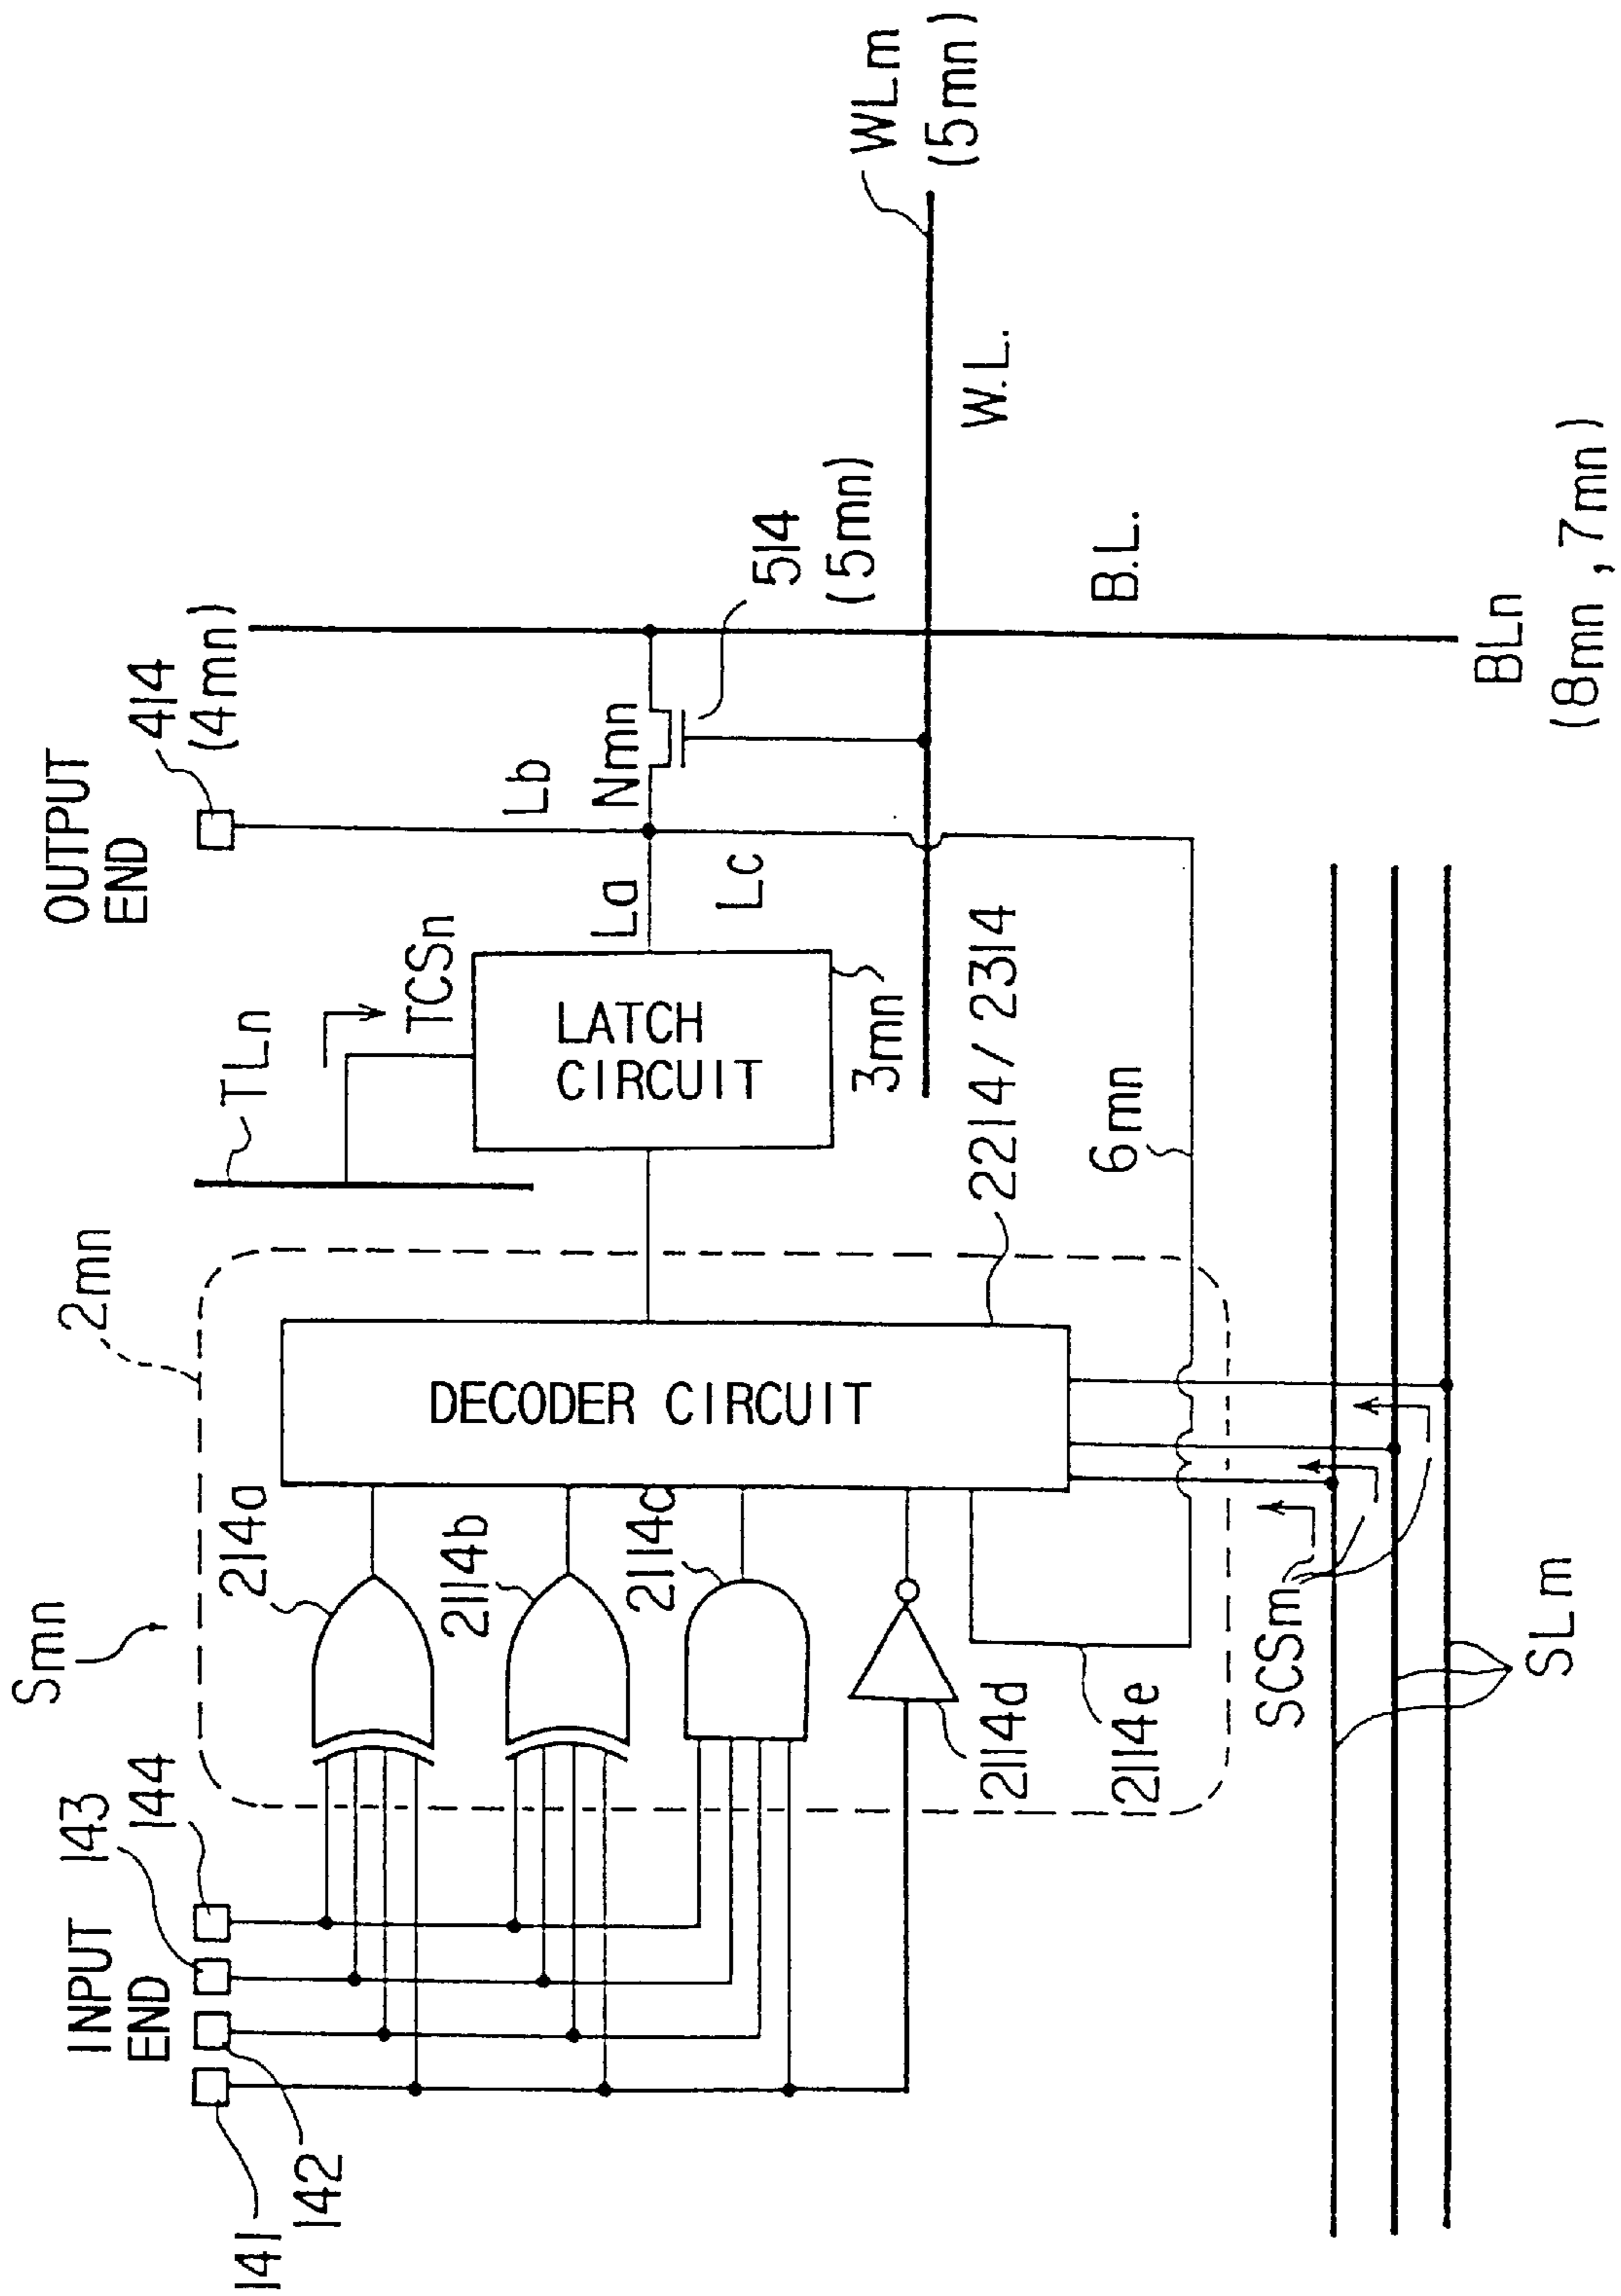 Smn
2mn
TLn
TCSn
OUTPUT
END
414
(4mn)
INPUT
END
143
144
141
142
2114a
2114b
2114c
2114d
2114e
DECODER CIRCUIT
LATCH
CIRCUIT
La
Lb
Lc
Nmn
514
(5mn)
3mn
2214/2314
6mn
WLm
(5mn)
W.L.
B.L.
BLn
(8mn , 7mn)
SCSm
SLm